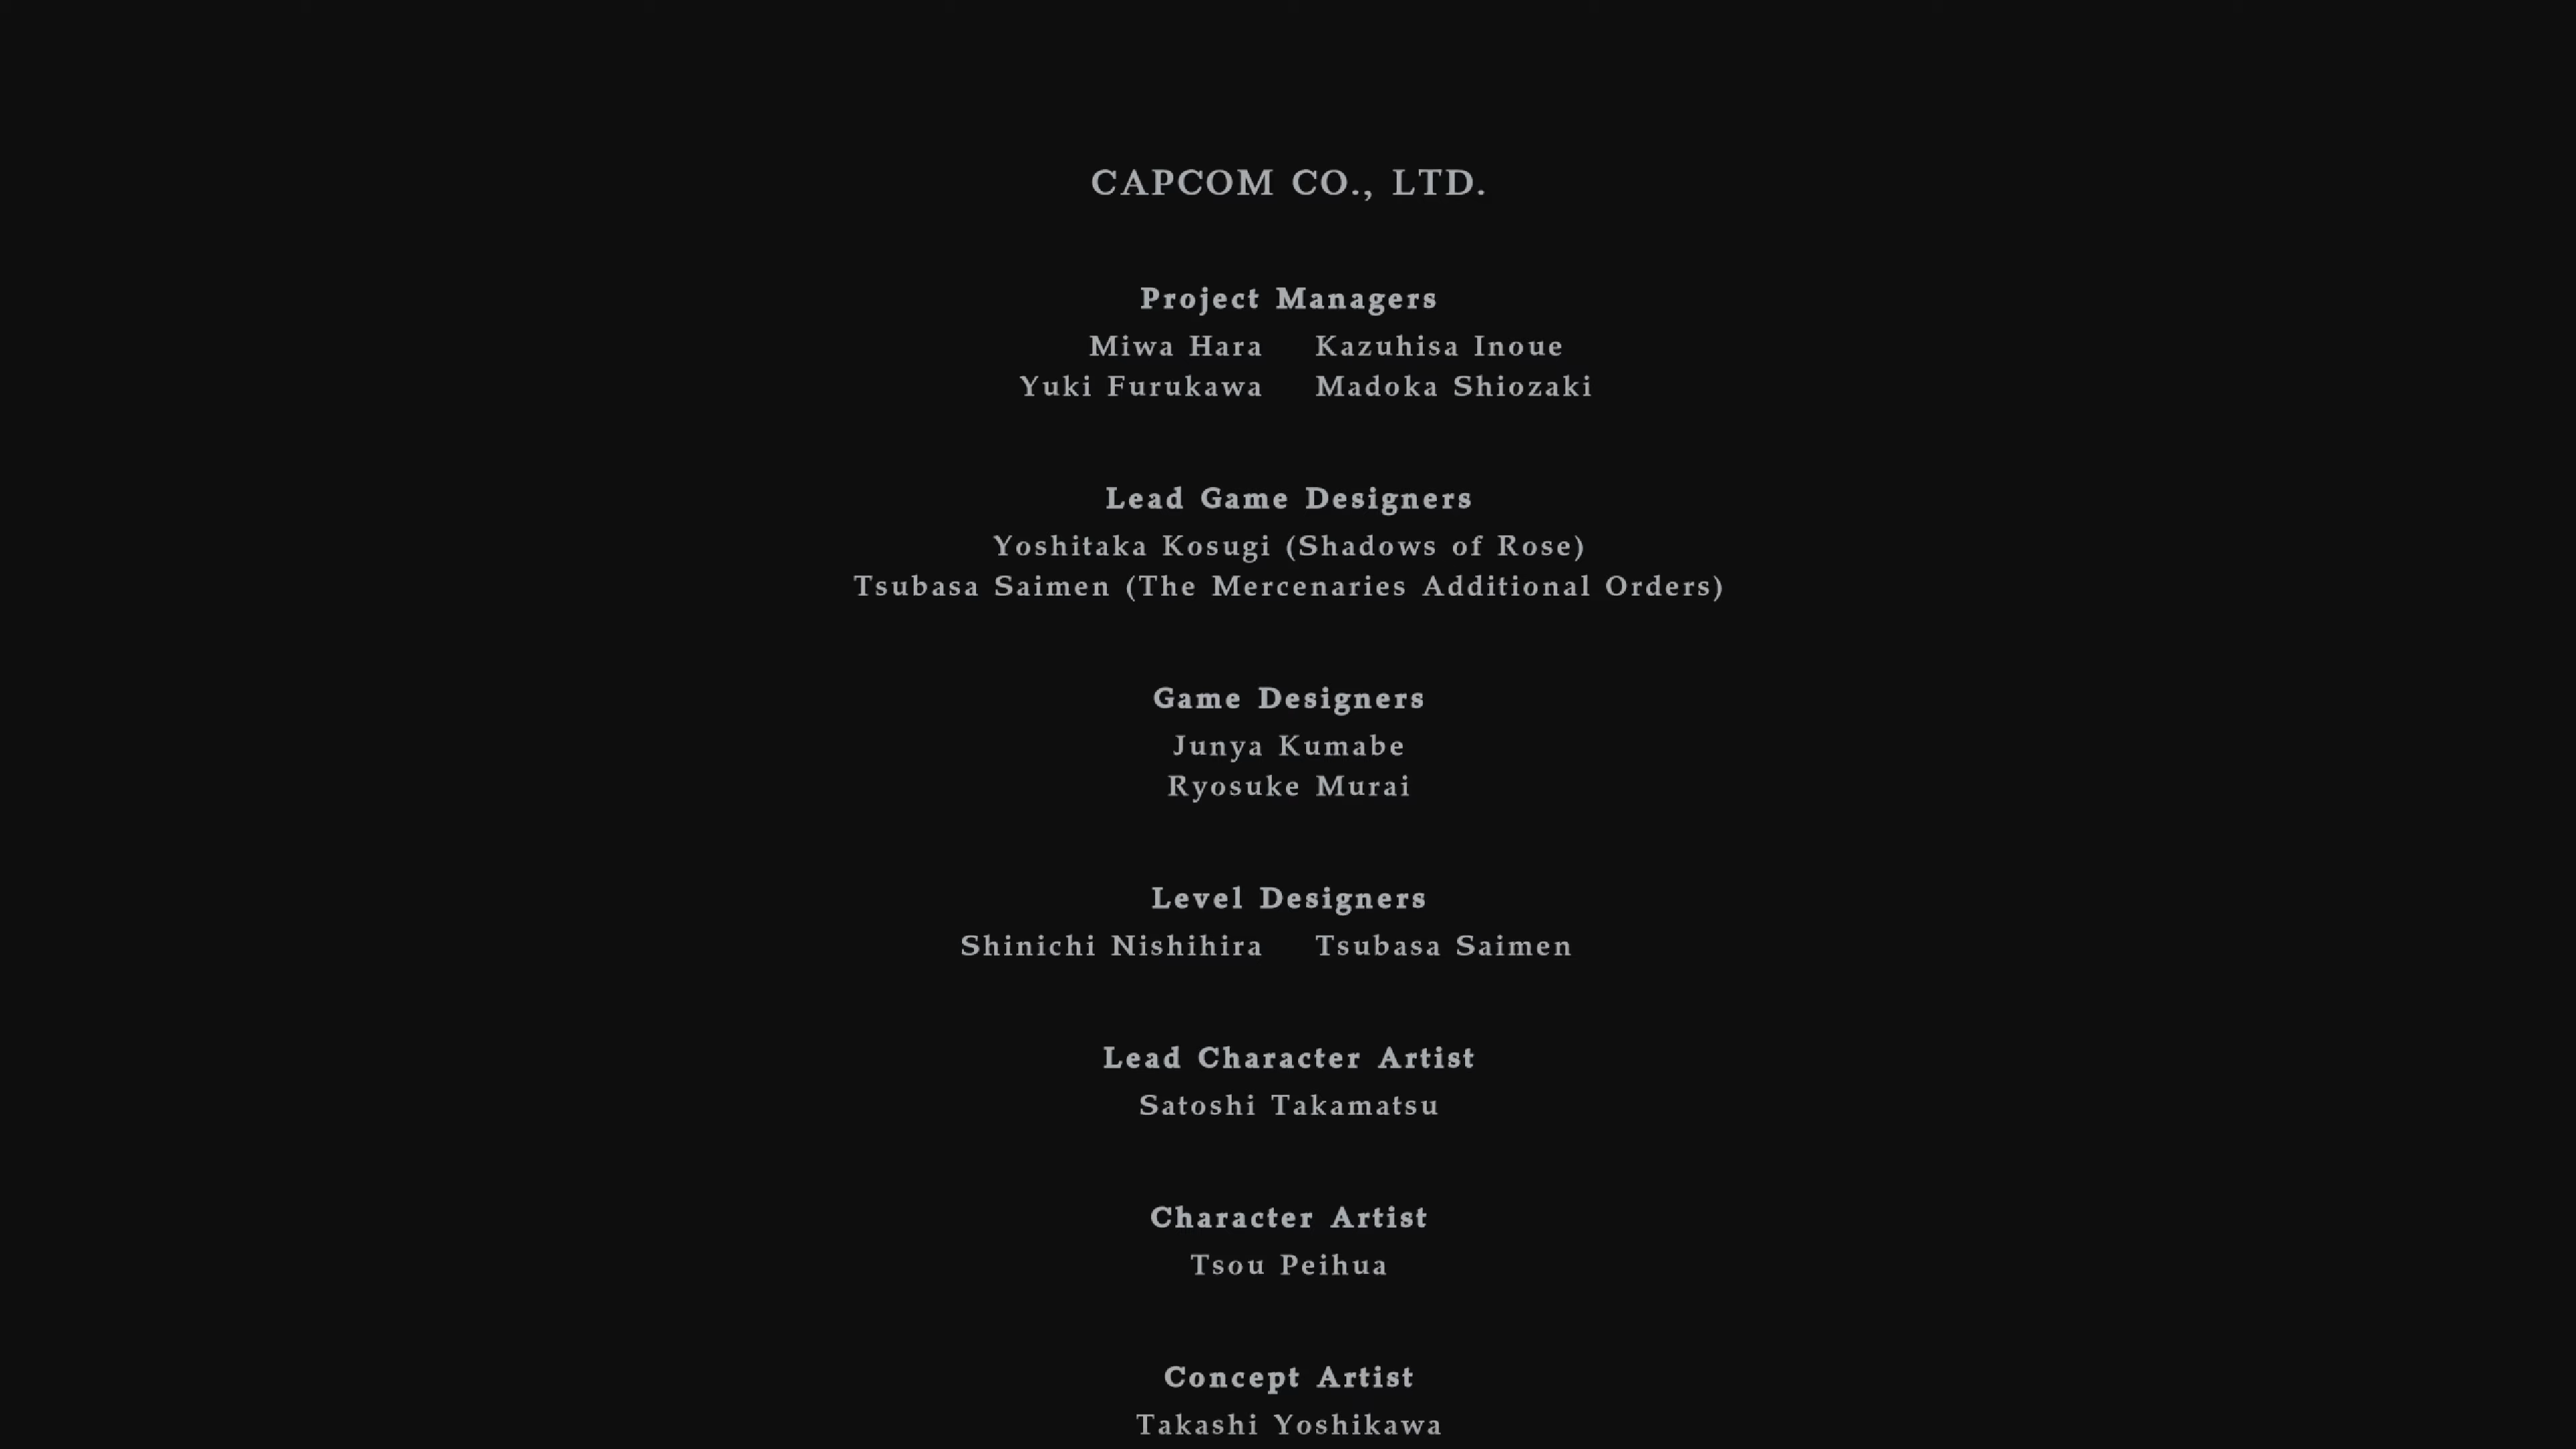 CAPCOM CO., LTD.
Project Managers
Miwa Hara Kazuhisa Inoue
Yuki Furukawa Madoka Shiozaki
Lead Game Designers
Yoshitaka Kosugi (Shadows of Rose)
Tsubasa Saimen (The Mercenaries Additional Orders)
Game Designers
Junya Kumabe
Ryosuke Murai
Level Designers
Shinichi Nishihira Tsubasa Saimen
Lead Character Artist
Satoshi Takamatsu
Character Artist
Tsou Peihua
Concept Artist
Takashi Yoshikawa